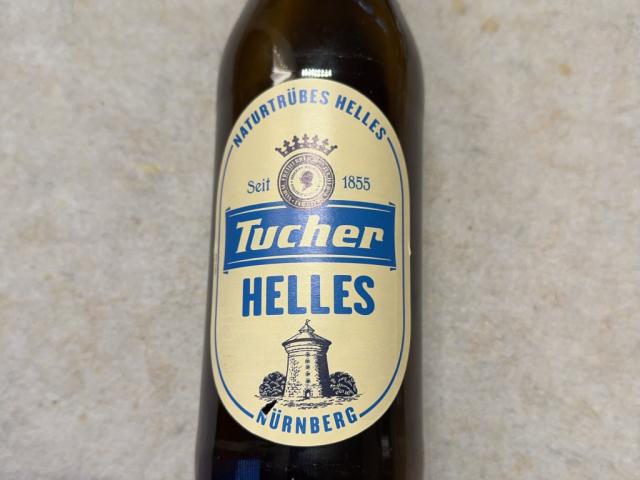 NATURTRÜBES HELLES
Seit 1855
Tucher
HELLES
NÜRNBERG